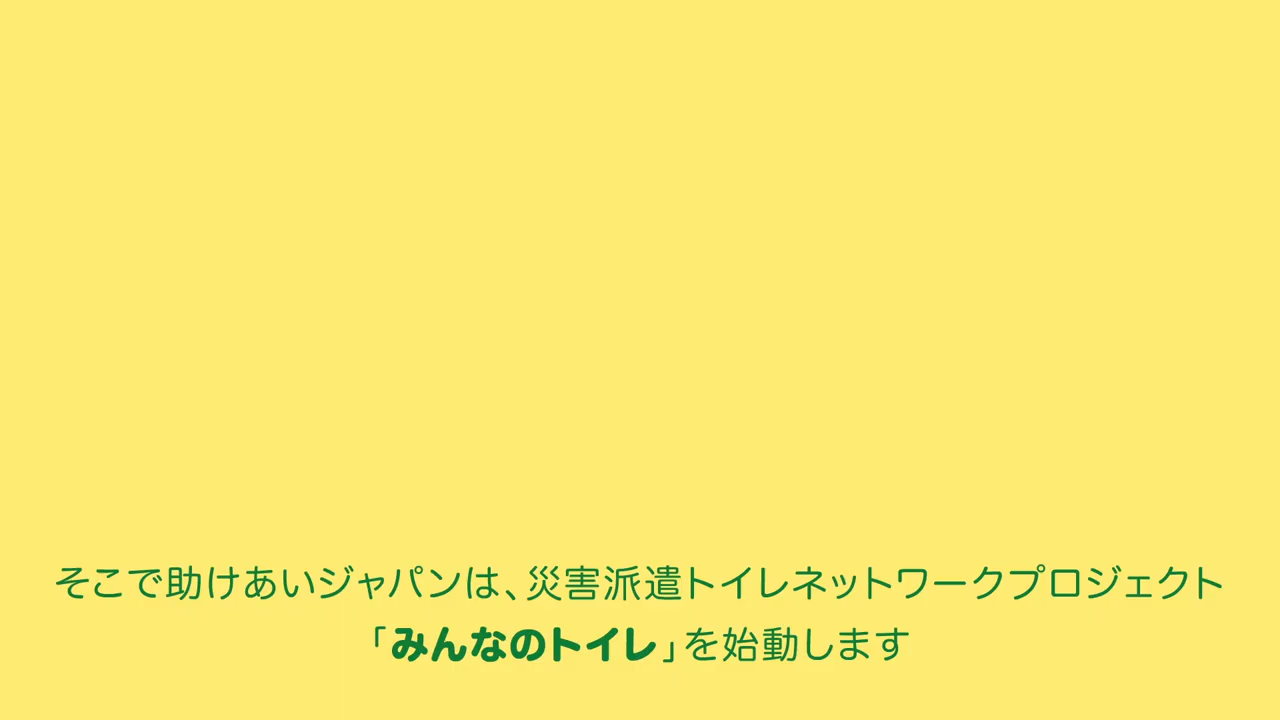 そこで助けあいジャパンは、災害派遣トイレネットワークプロジェクト
「みんなのトイレ」を始動します